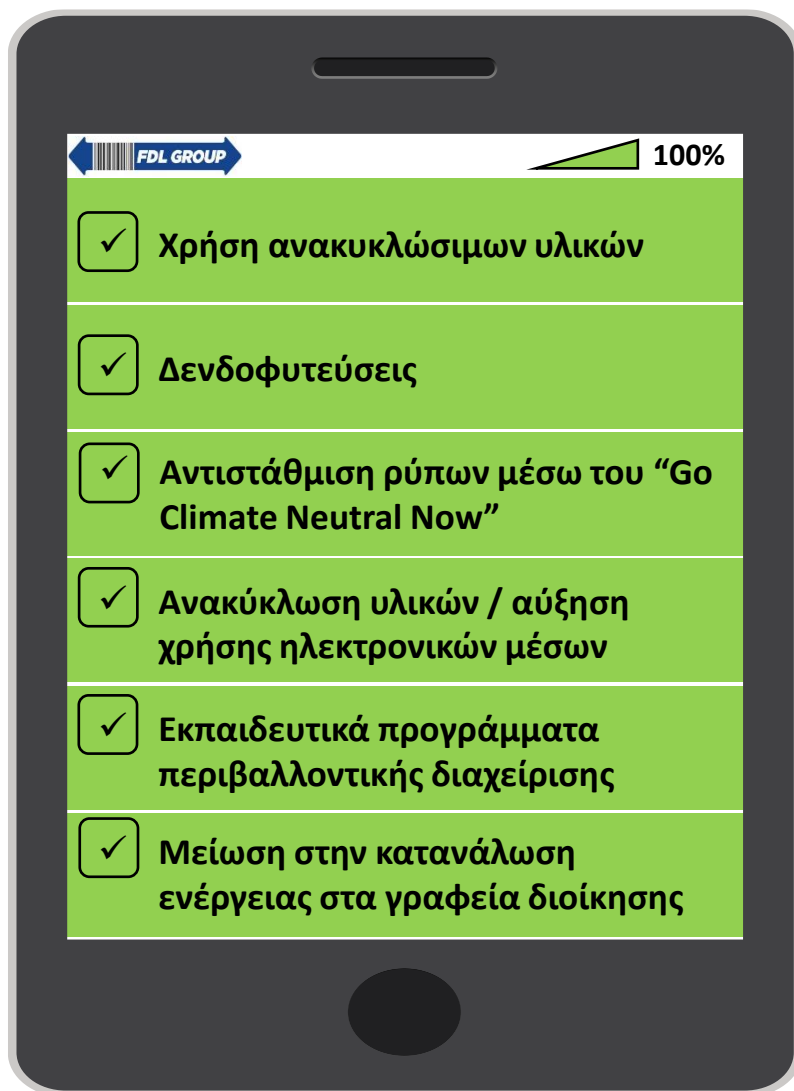 FDL GROUP
100%
✓ Χρήση ανακυκλώσιμων υλικών
✓ Δενδοφυτεύσεις
✓ Αντιστάθμιση ρύπων μέσω του “Go
Climate Neutral Now”
✓ Ανακύκλωση υλικών / αύξηση
χρήσης ηλεκτρονικών μέσων
✓ Εκπαιδευτικά προγράμματα
περιβαλλοντικής διαχείρισης
✓ Μείωση στην κατανάλωση
ενέργειας στα γραφεία διοίκησης